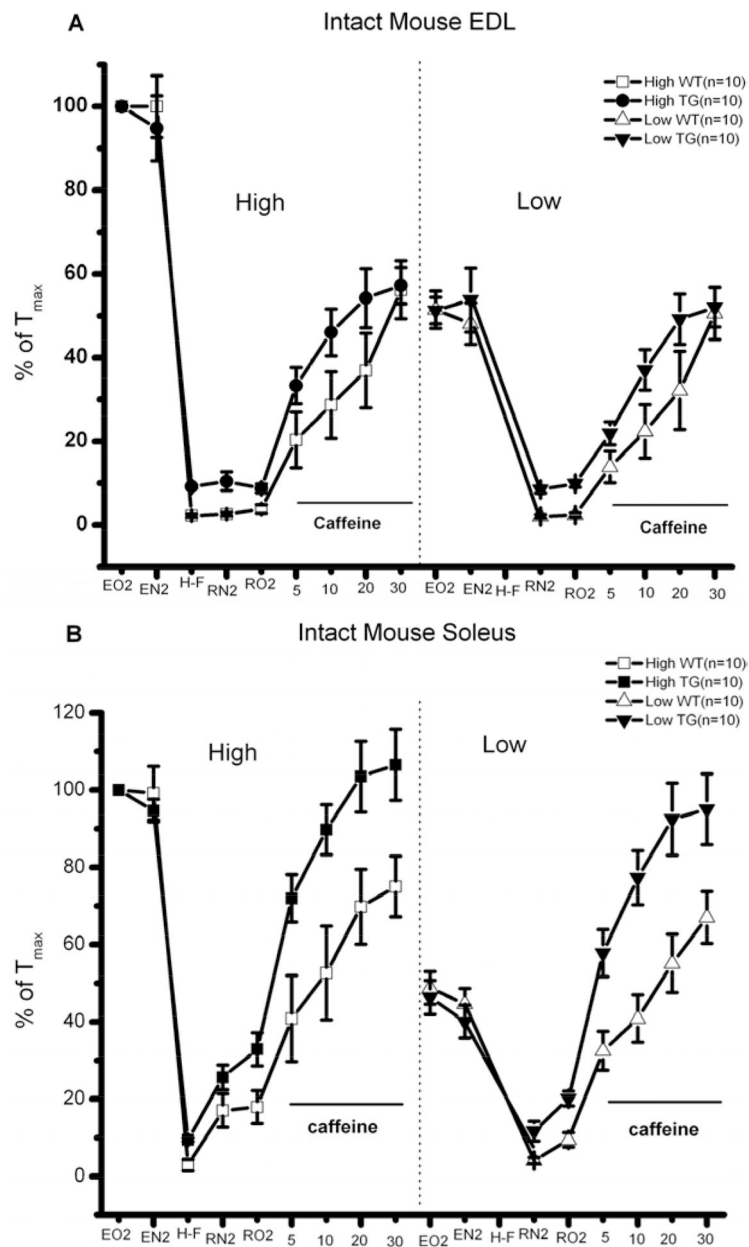 A Intact Mouse EDL
High WT(n=10)
High TG(n=10)
Low WT(n=10)
Low TG(n=10)
% of Tmax
100
80
60
40
20
0
High
Low
Caffeine
Caffeine
EO2 EN2 H-F RN2 RO2 5 10 20 30 EO2 EN2 H-F RN2 RO2 5 10 20 30
B Intact Mouse Soleus
High WT(n=10)
High TG(n=10)
Low WT(n=10)
Low TG(n=10)
% of Tmax
120
100
80
60
40
20
0
High
Low
caffeine
caffeine
EO2 EN2 H-F RN2 RO2 5 10 20 30 EO2 EN2 H-F RN2 RO2 5 10 20 30